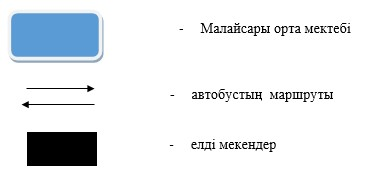 - Малайсары орта мектебі
- автобустың маршруты
- елді мекендер